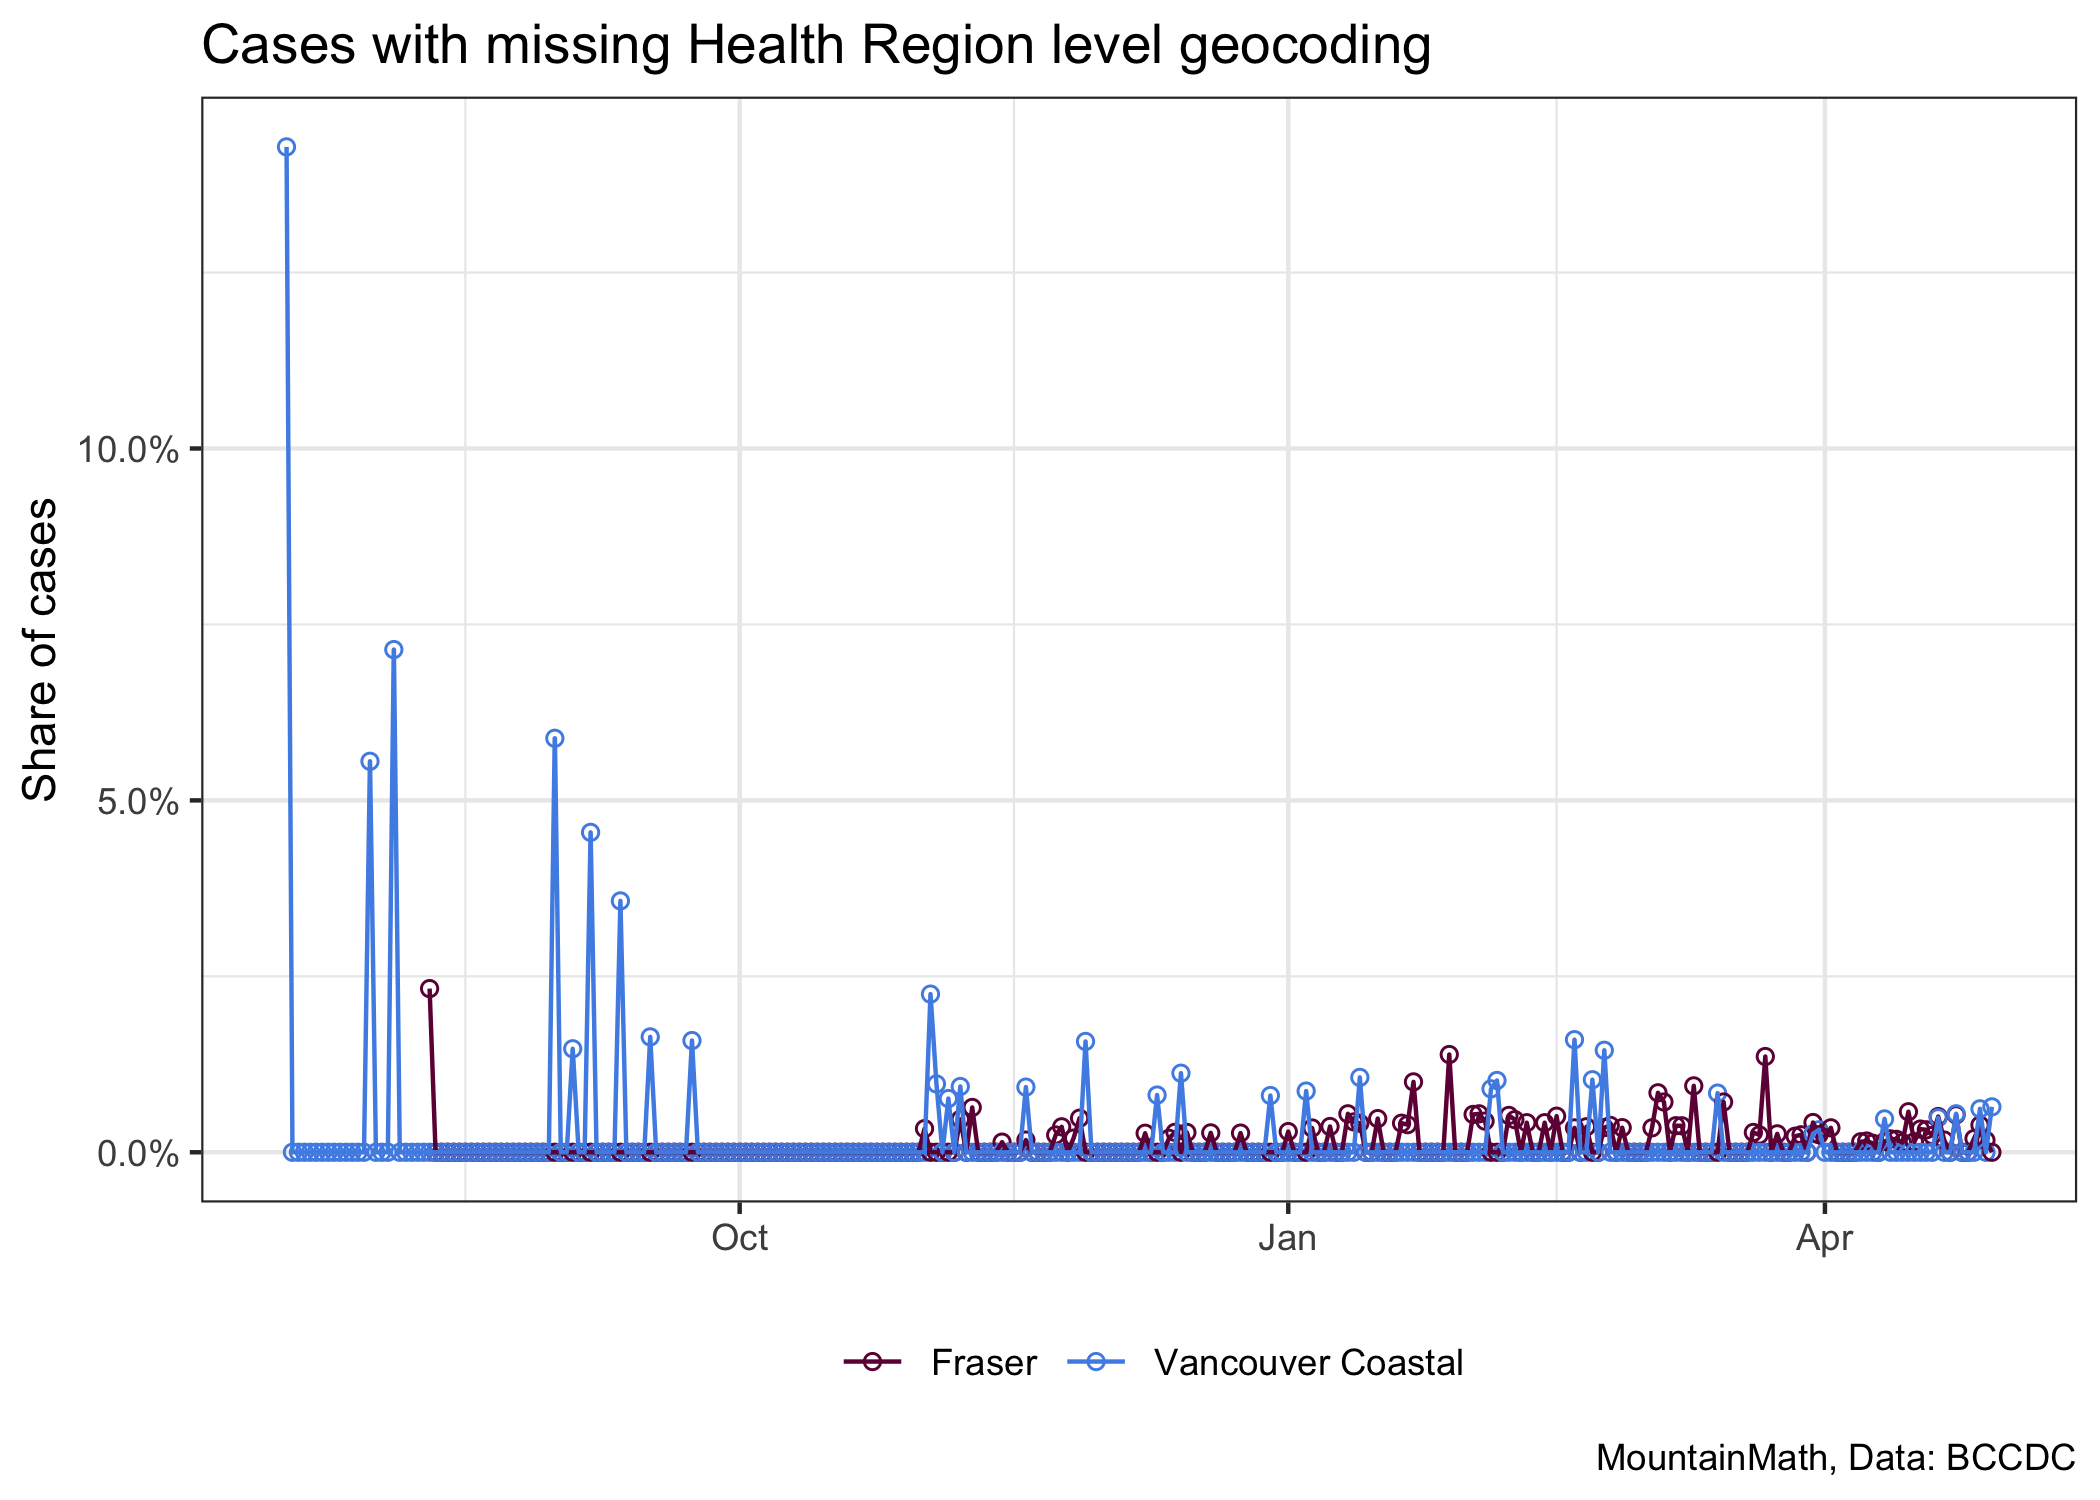 Cases with missing Health Region level geocoding
Share of cases
10.0%
5.0%
0.0%
Oct
Jan
Apr
Fraser
Vancouver Coastal
MountainMath, Data: BCCDC